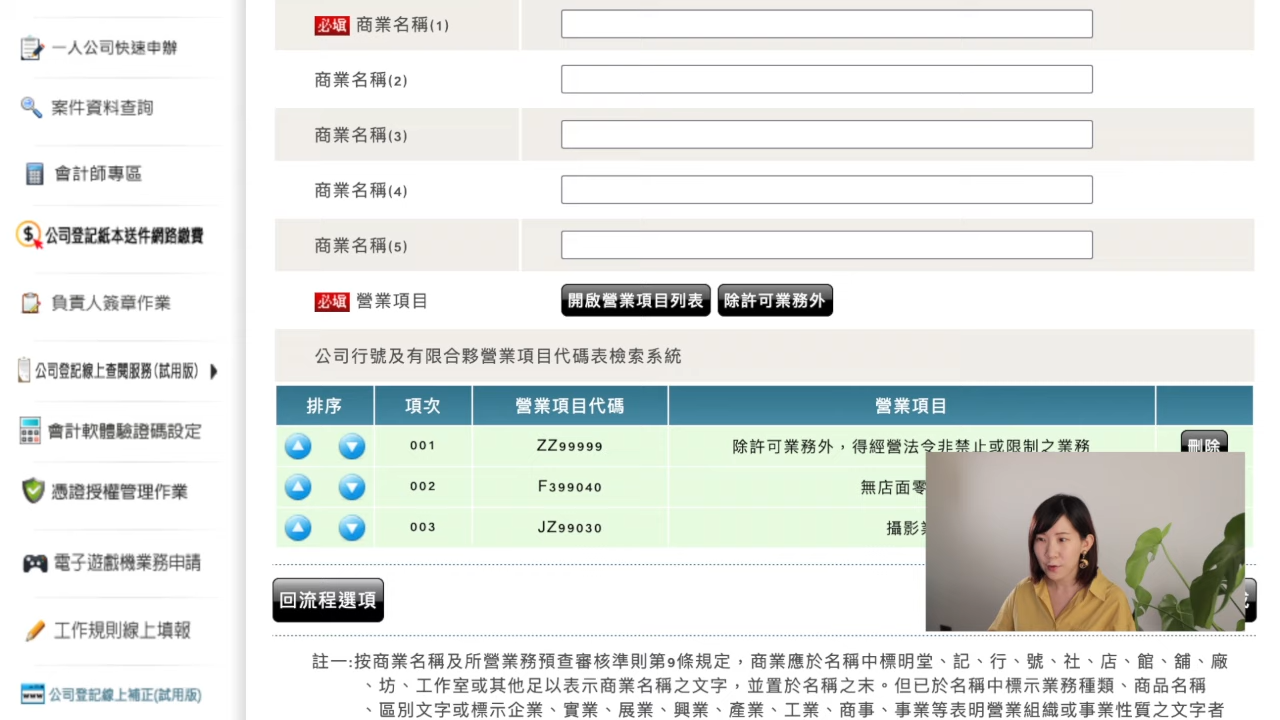 一人公司快速申辦
案件資料查詢
會計師專區
公司登記紙本送件網路繳費
負責人簽章作業
公司登記線上查閱服務(試用版)
會計軟體驗證碼設定
憑證授權管理作業
電子遊戲機業務申請
工作規則線上填報
公司登記線上補正(試用版)
必填 商業名稱(1)
商業名稱(2)
商業名稱(3)
商業名稱(4)
商業名稱(5)
必填 營業項目 開啟營業項目列表 除許可業務外
公司行號及有限合夥營業項目代碼表檢索系統
排序 項次 營業項目代碼 營業項目
001 ZZ99999 除許可業務外，得經營法令非禁止或限制之業務 刪除
002 F399040 無店面零
003 JZ99030 攝影
回流程選項
註一:按商業名稱及所營業務預查審核準則第9條規定，商業應於名稱中標明堂、記、行、號、社、店、館、舖、廠
、坊、工作室或其他足以表示商業名稱之文字，並置於名稱之末。但已於名稱中標示業務種類、商品名稱
、區別文字或標示企業、實業、展業、興業、產業、工業、商事、事業等表明營業組織或事業性質之文字者